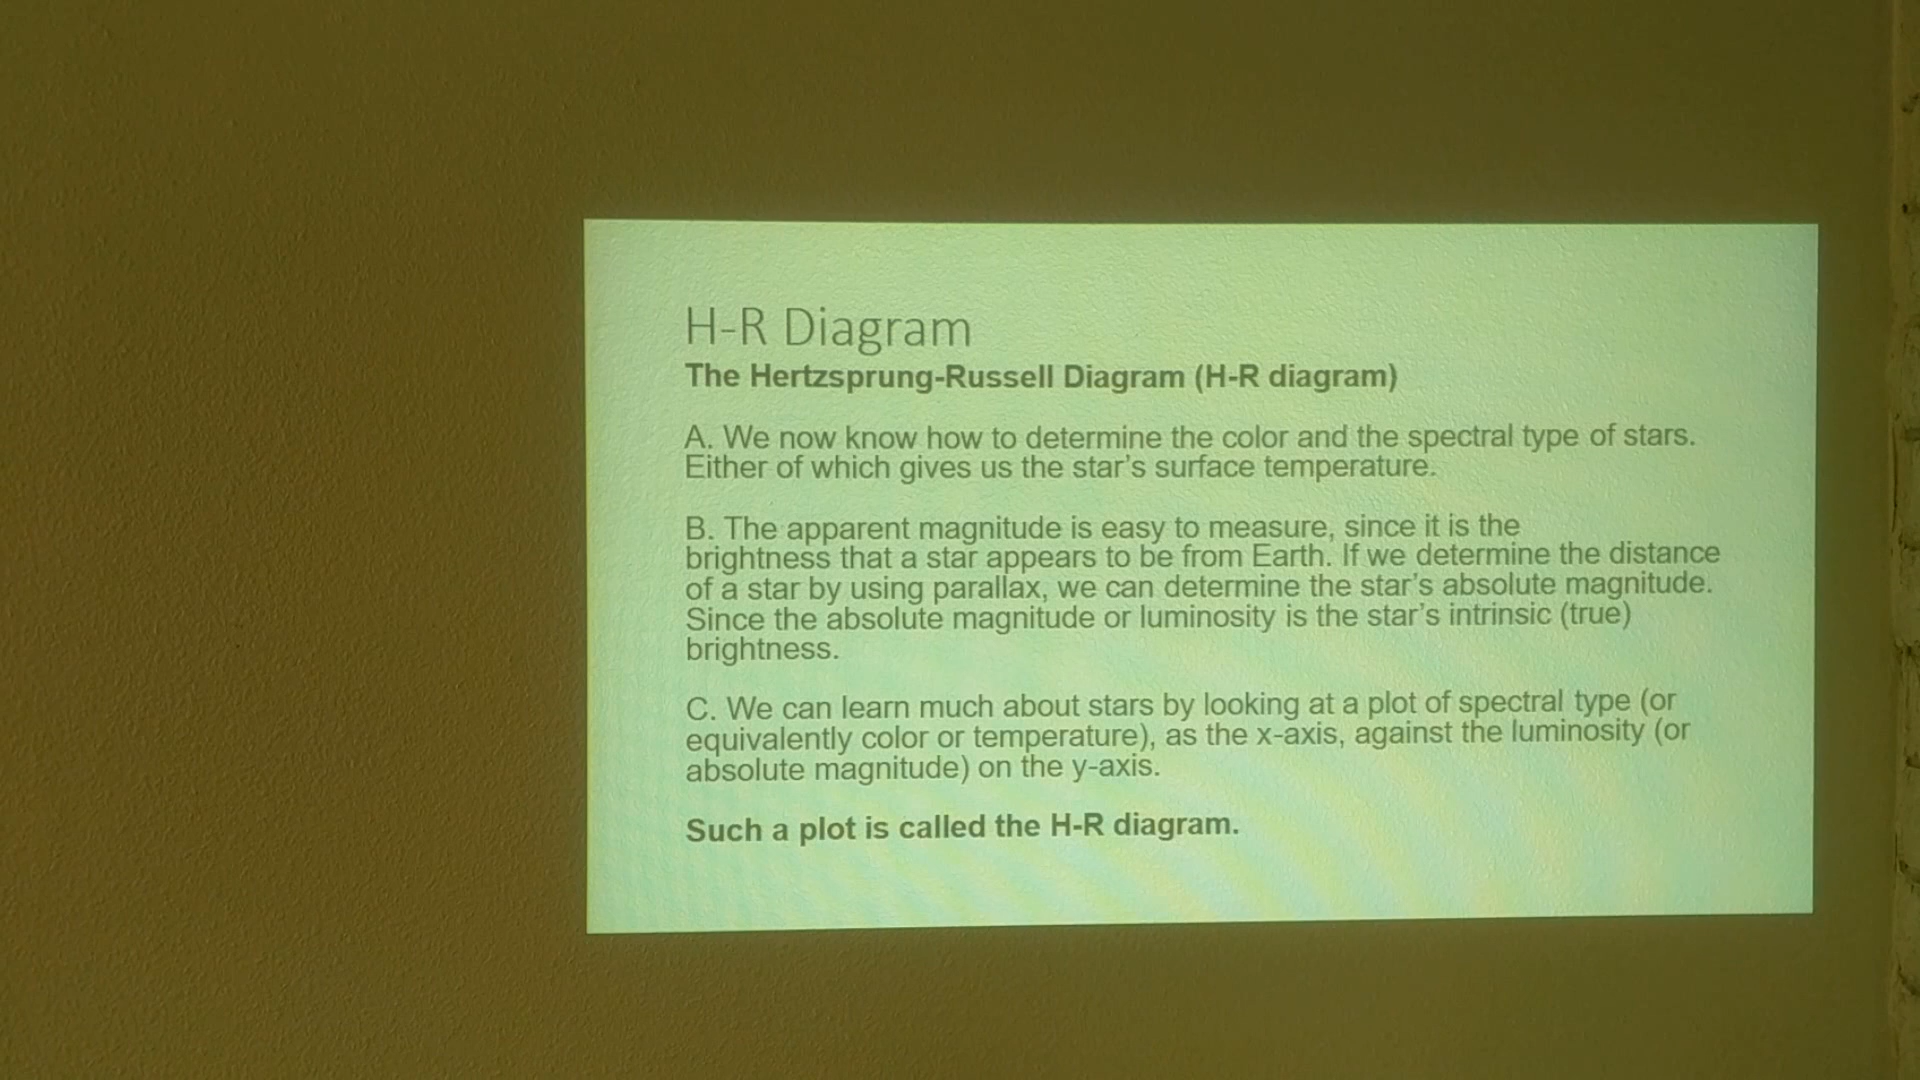 H-R Diagram
The Hertzsprung-Russell Diagram (H-R diagram)
A. We now know how to determine the color and the spectral type of stars.
Either of which gives us the star's surface temperature.
B. The apparent magnitude is easy to measure, since it is the
brightness that a star appears to be from Earth. If we determine the distance
of a star by using parallax, we can determine the star's absolute magnitude.
Since the absolute magnitude or luminosity is the star's intrinsic (true)
brightness.
C. We can learn much about stars by looking at a plot of spectral type (or
equivalently color or temperature), as the x-axis, against the luminosity (or
absolute magnitude) on the y-axis.
Such a plot is called the H-R diagram.